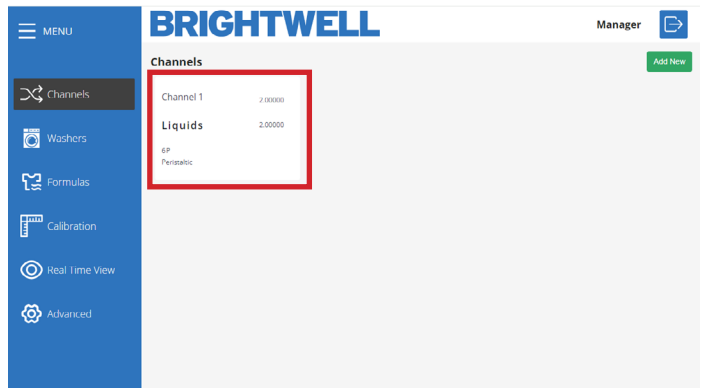 MENU
BRIGHTWELL
Manager
Channels
Add New
Channels
Washers
Formulas
Calibration
Real Time View
Advanced
Channel 1 2.00000
Liquids 2.00000
6P
Peristaltic